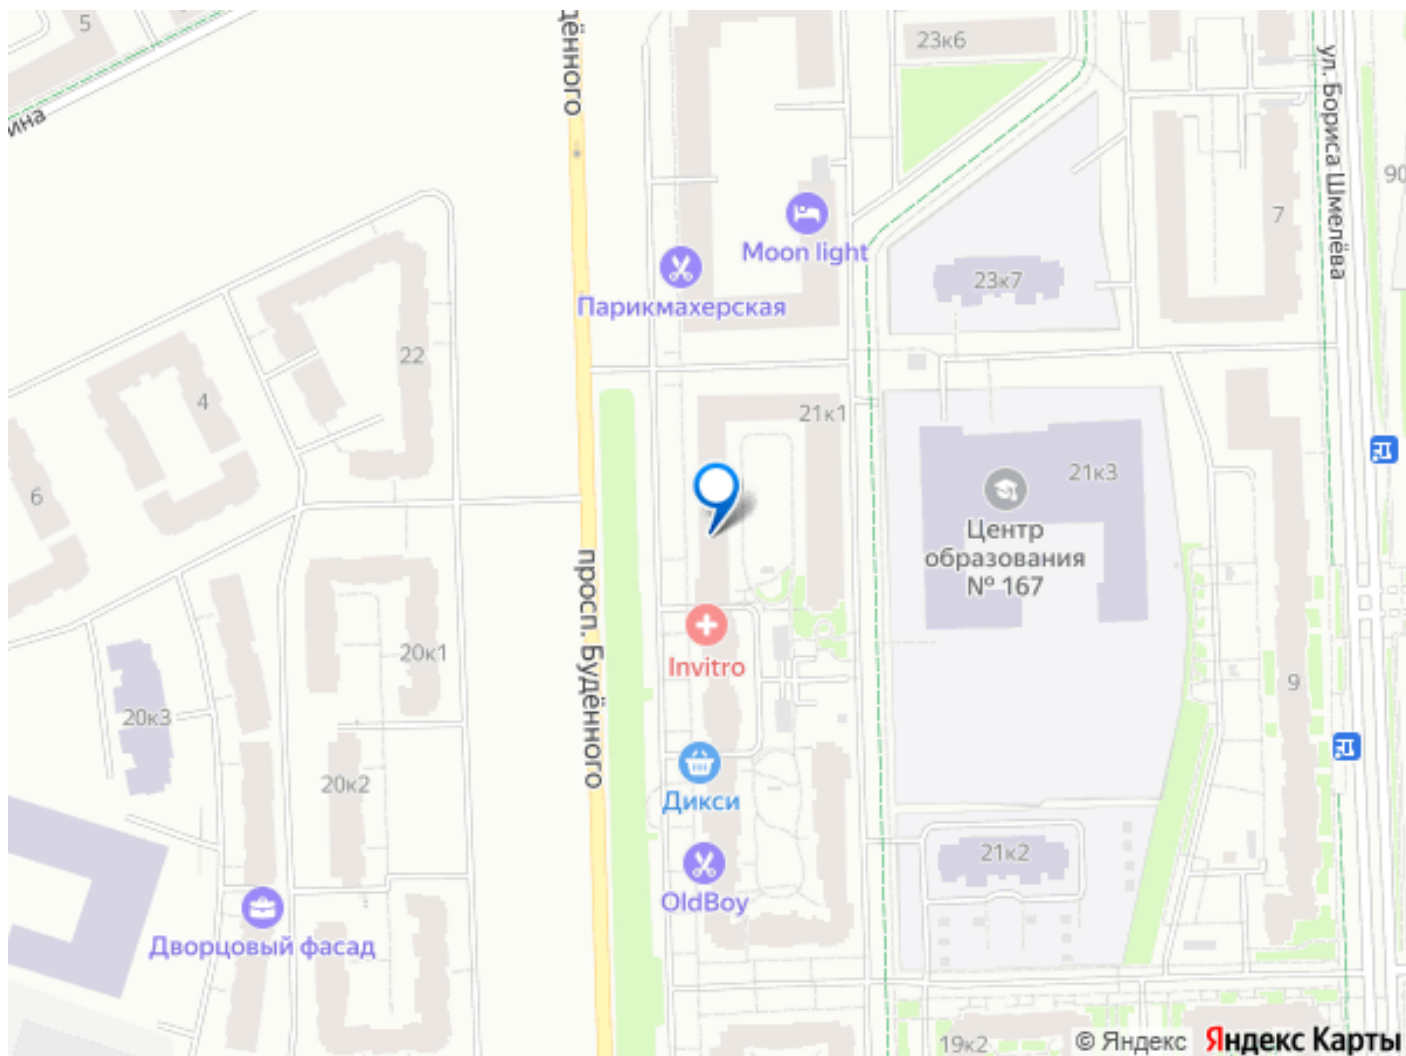 5
дённого
23к6
ул. Бориса Шмелёва
ина
90
7
Moon light
23к7
Парикмахерская
22
4
21к1
6
21к3
Центр
образования
№ 167
просп. Будённого
20к1
Invitro
9
20к3
20к2
Дикси
21к2
OldBoy
Дворцовый фасад
19к2
© Яндекс Яндекс Карты